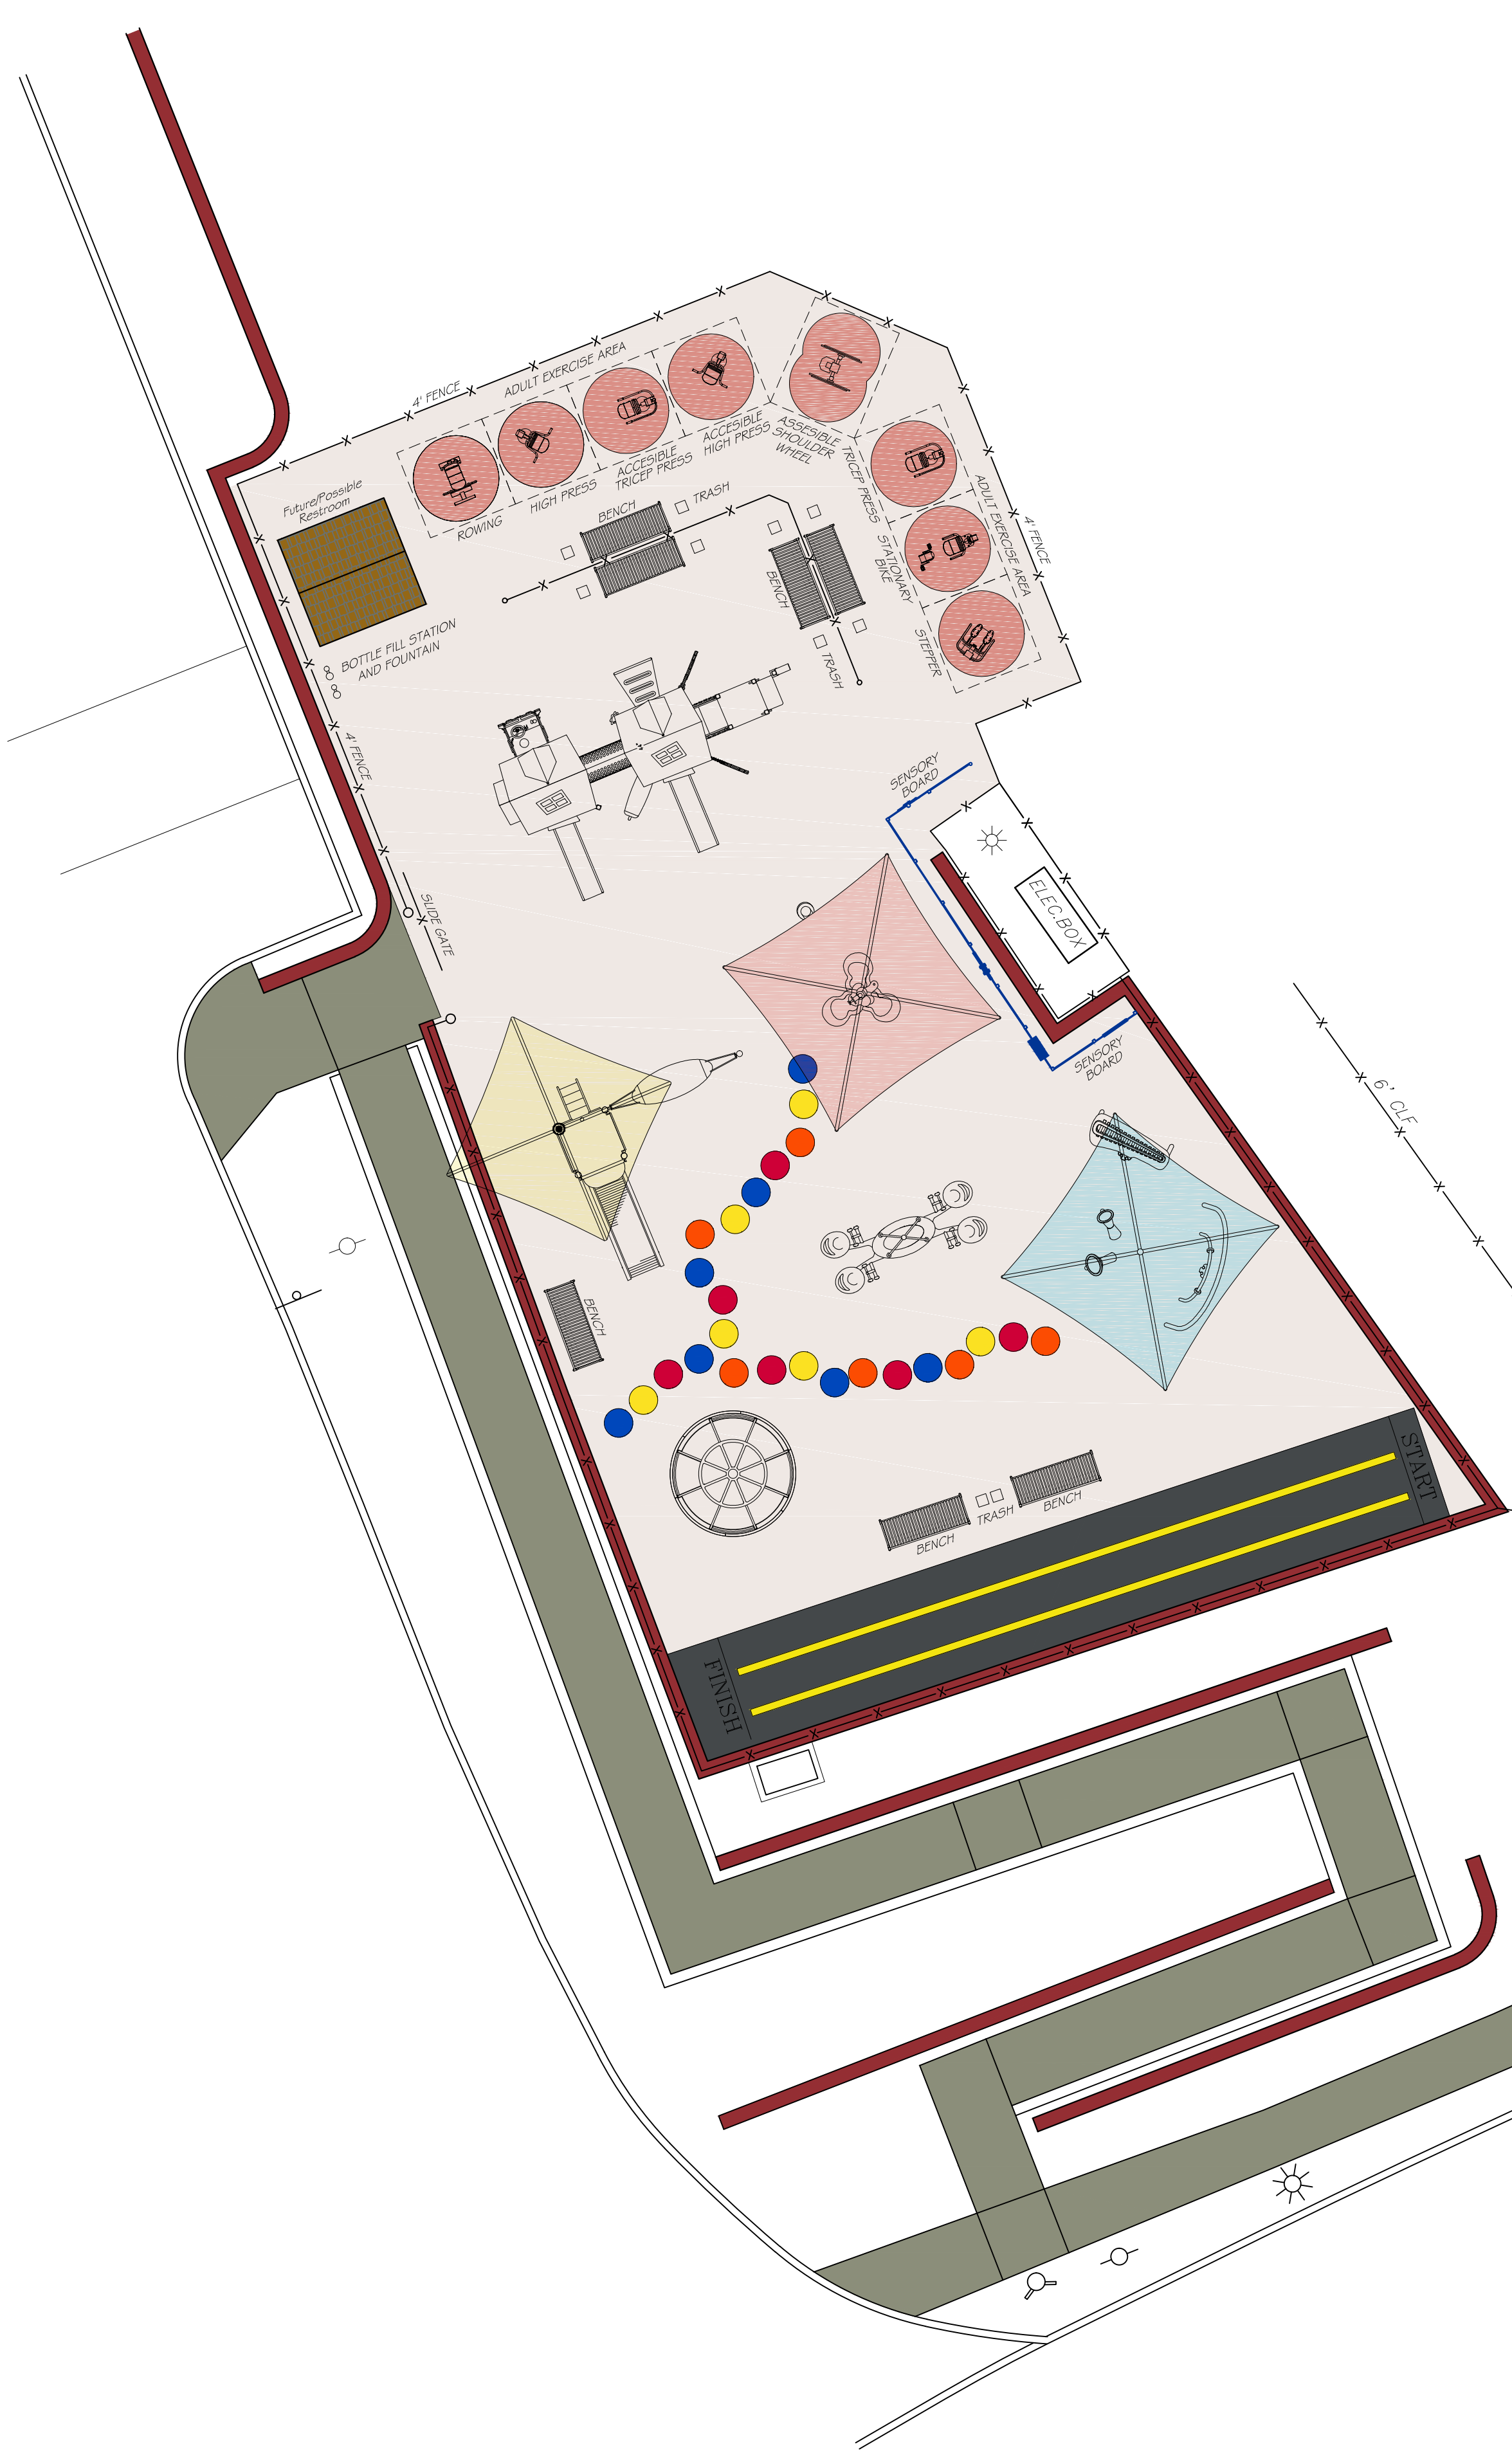 4' FENCE
ADULT EXERCISE AREA
Future/Possible
Restroom
ROWING
HIGH PRESS
ACCESIBLE
TRICEP PRESS
ACCESIBLE
HIGH PRESS
ASSESIBLE
SHOULDER
WHEEL
TRICEP PRESS
ADULT EXERCISE AREA
4' FENCE
STATIONARY
BIKE
STEPPER
BENCH
TRASH
BENCH
TRASH
BOTTLE FILL STATION
AND FOUNTAIN
4' FENCE
SLIDE GATE
SENSORY
BOARD
ELEC.BOX
SENSORY
BOARD
6' CLF
BENCH
BENCH
TRASH
BENCH
START
FINISH